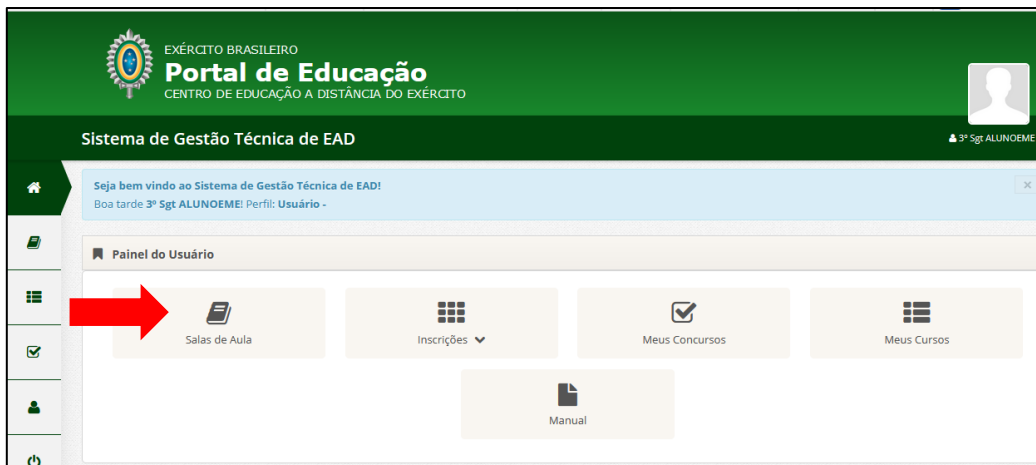 EXÉRCITO BRASILEIRO
Portal de Educação
CENTRO DE EDUCAÇÃO A DISTÂNCIA DO EXÉRCITO
Sistema de Gestão Técnica de EAD
3º Sgt ALUNOEME
Seja bem vindo ao Sistema de Gestão Técnica de EAD!
Boa tarde 3º Sgt ALUNOEME! Perfil: Usuário -
Painel do Usuário
Salas de Aula
Inscrições
Meus Concursos
Meus Cursos
Manual